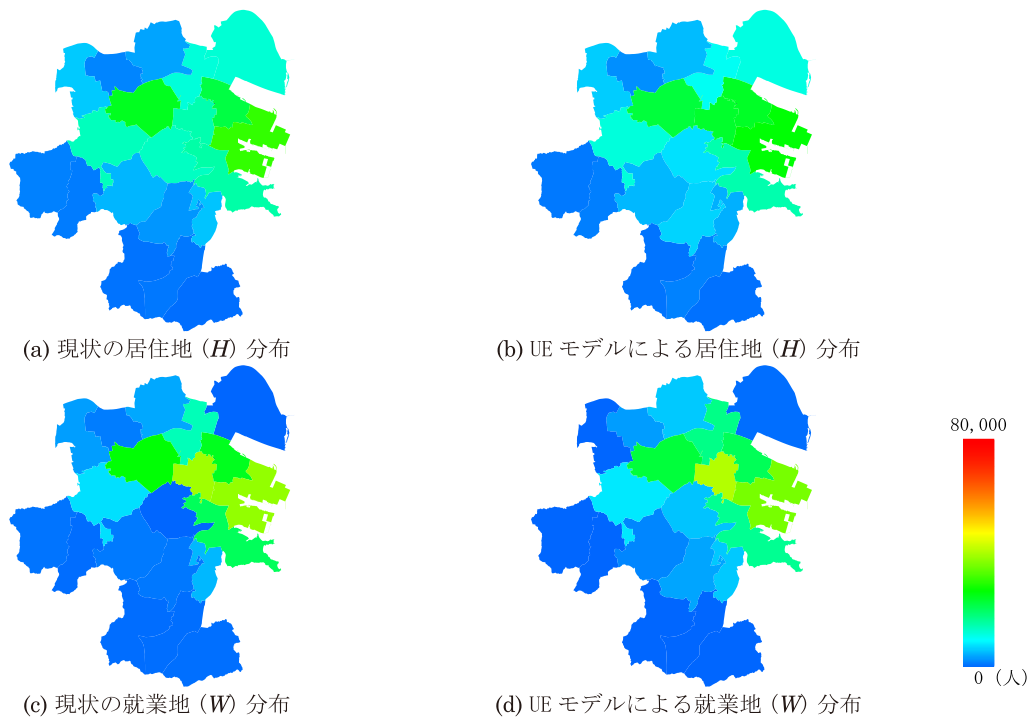 (a) 現状の居住地 (H) 分布
(b) UE モデルによる居住地 (H) 分布
80,000
0 (人)
(c) 現状の就業地 (W) 分布
(d) UE モデルによる就業地 (W) 分布